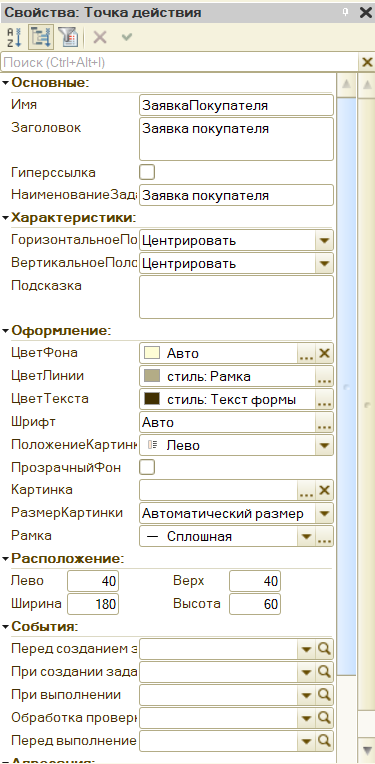 Свойства: Точка действия
Поиск (Ctrl+Alt+I)
Основные:
Имя ЗаявкаПокупателя
Заголовок Заявка покупателя
Гиперссылка
НаименованиеЗада Заявка покупателя
Характеристики:
ГоризонтальноеПо Центрировать
ВертикальноеПоло Центрировать
Подсказка
Оформление:
ЦветФона Авто ...
ЦветЛинии стиль: Рамка ...
ЦветТекста стиль: Текст формы ...
Шрифт Авто ...
ПоложениеКартинк Лево
ПрозрачныйФон
Картинка ...
РазмерКартинки Автоматический размер
Рамка Сплошная ...
Расположение:
Лево 40 Верх 40
Ширина 180 Высота 60
События:
Перед созданием з
При создании зада
При выполнении
Обработка проверк
Перед выполнение
Адресация: